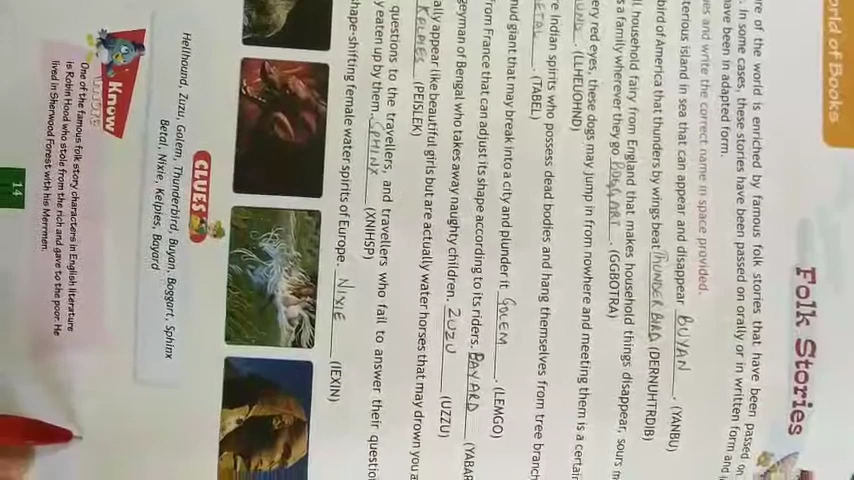 rld of Books
Folk Stories
re of the world is enriched by famous folk stories that have been passed on
. In some cases, these stories have been passed on orally or in written form and
have been in adapted form.
es and write the correct name in space provided.
terious island in sea that can appear and disappear BUYAN. (YANBU)
bird of America that thunders by wings beat THUNDERBIRD (DERNUHTRDIB)
ll household fairy from England that makes household things disappear, sours m
s a family wherever they go BOGGART. (GGBOTRA)
ery red eyes, these dogs may jump in from nowhere and meeting them is a certai
OUND. (LLHEUOHND)
e Indian spirits who possess dead bodies and hang themselves from tree branch
BETAL. (TABEL)
mud giant that may break into a city and plunder it GOLEM. (LEMGO)
from France that can adjust its shape according to its riders. BAYARD (YABAR
geyman of Bengal who takes away naughty children. ZUZU (UZZU)
ally appear like beautiful girls but are actually water horses that may drown you a
KELPIES (PEISLEK)
questions to the travellers, and travellers who fail to answer their questio
y eaten up by them. SPHINX (XNIHSP)
shape-shifting female water spirits of Europe. NIXIE (IEXIN)
CLUES
Hellhound, Zuzu, Golem, Thunderbird, Buyan, Boggart, Sphinx
Betal, Nixie, Kelpies, Bayard
Know
One of the famous folk story characters in English literature
is Robin Hood who stole from the rich and gave to the poor. He
lived in Sherwood Forest with his Merrmen.
14